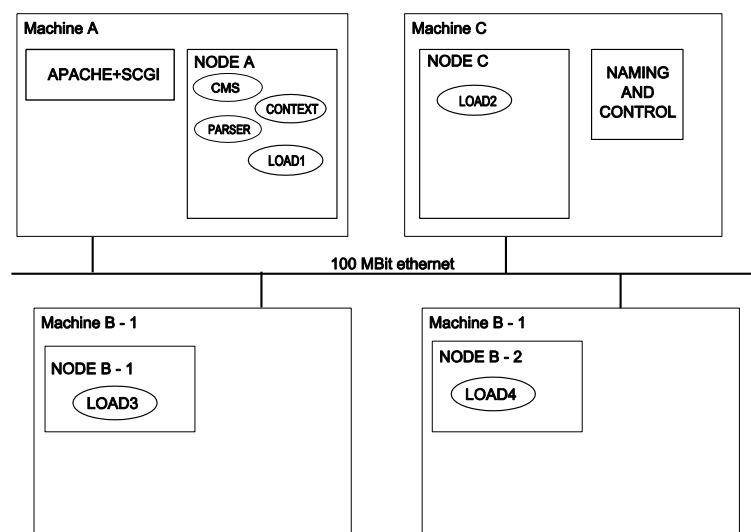 Machine A
APACHE+SCGI
NODE A
CMS
CONTEXT
PARSER
LOAD1
Machine C
NODE C
LOAD2
NAMING
AND
CONTROL
100 MBit ethernet
Machine B - 1
NODE B - 1
LOAD3
Machine B - 1
NODE B - 2
LOAD4